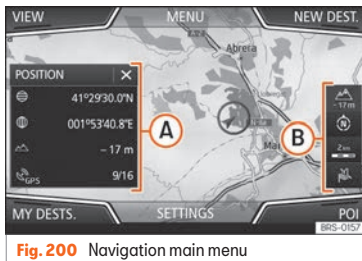 VIEW
MENU
NEW DEST.
Abrera
POSITION
41°29'30.0"N
001°53'40.8"E
A
B
- 17 m
- 17 m
GPS
9/16
2 km
MY DESTS.
SETTINGS
POI
BRS-0157
Fig. 200 Navigation main menu